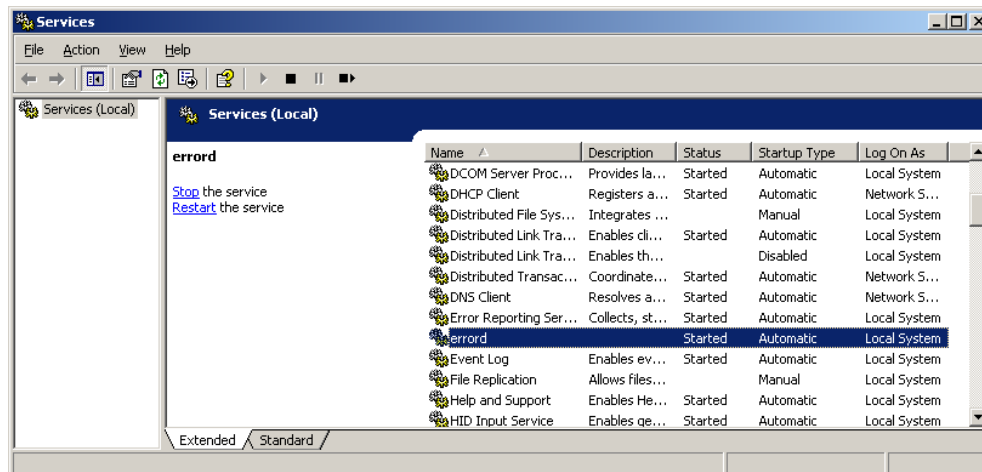 Services
File Action View Help
Services (Local)
Services (Local)
errord
Stop the service
Restart the service
Name Description Status Startup Type Log On As
DCOM Server Proc... Provides la... Started Automatic Local System
DHCP Client Registers a... Started Automatic Network S...
Distributed File Sys... Integrates ... Manual Local System
Distributed Link Tra... Enables cli... Started Automatic Local System
Distributed Link Tra... Enables th... Disabled Local System
Distributed Transac... Coordinate... Started Automatic Network S...
DNS Client Resolves a... Started Automatic Network S...
Error Reporting Ser... Collects, st... Started Automatic Local System
errord Started Automatic Local System
Event Log Enables ev... Started Automatic Local System
File Replication Allows files... Manual Local System
Help and Support Enables He... Started Automatic Local System
HID Input Service Enables ge... Started Automatic Local System
Extended Standard